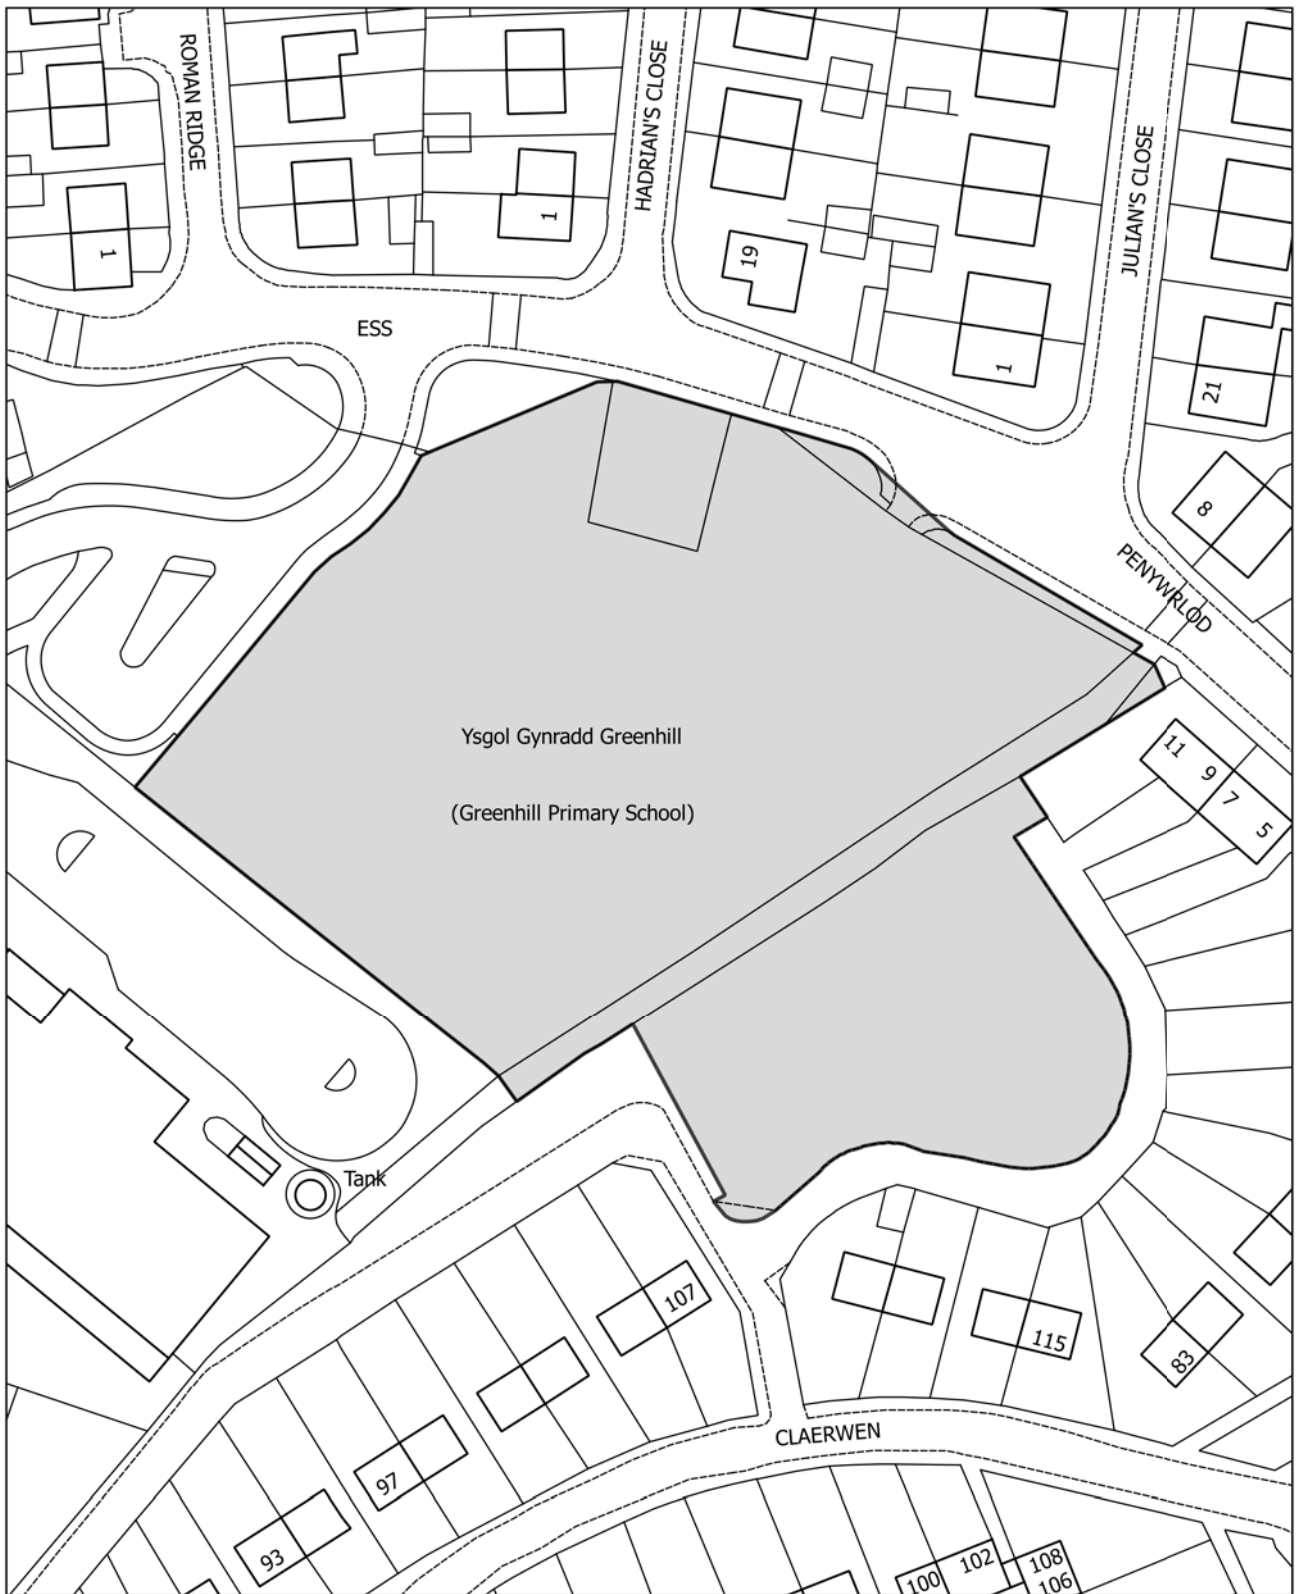 ROMAN RIDGE
HADRIAN'S CLOSE
JULIAN'S CLOSE
1
1
19
1
21
ESS
8
PENYWRLOD
Ysgol Gynradd Greenhill
(Greenhill Primary School)
11
9
7
5
Tank
107
115
83
CLAERWEN
97
93
102
100
108
106